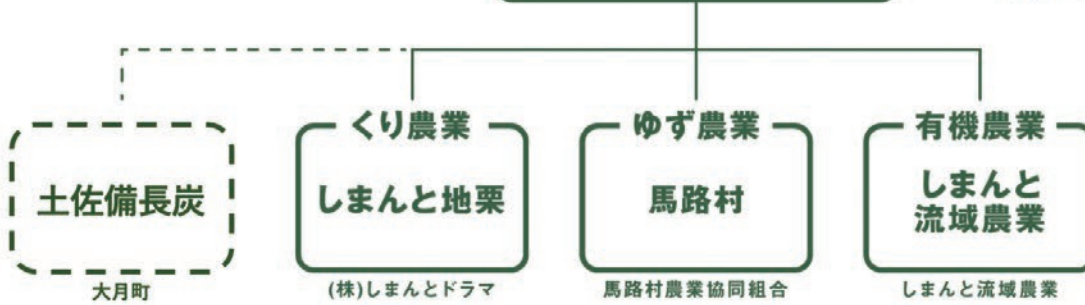 くり農業
ゆず農業
有機農業
土佐備長炭
しまんと地栗
馬路村
しまんと
流域農業
大月町
(株)しまんとドラマ
馬路村農業協同組合
しまんと流域農業